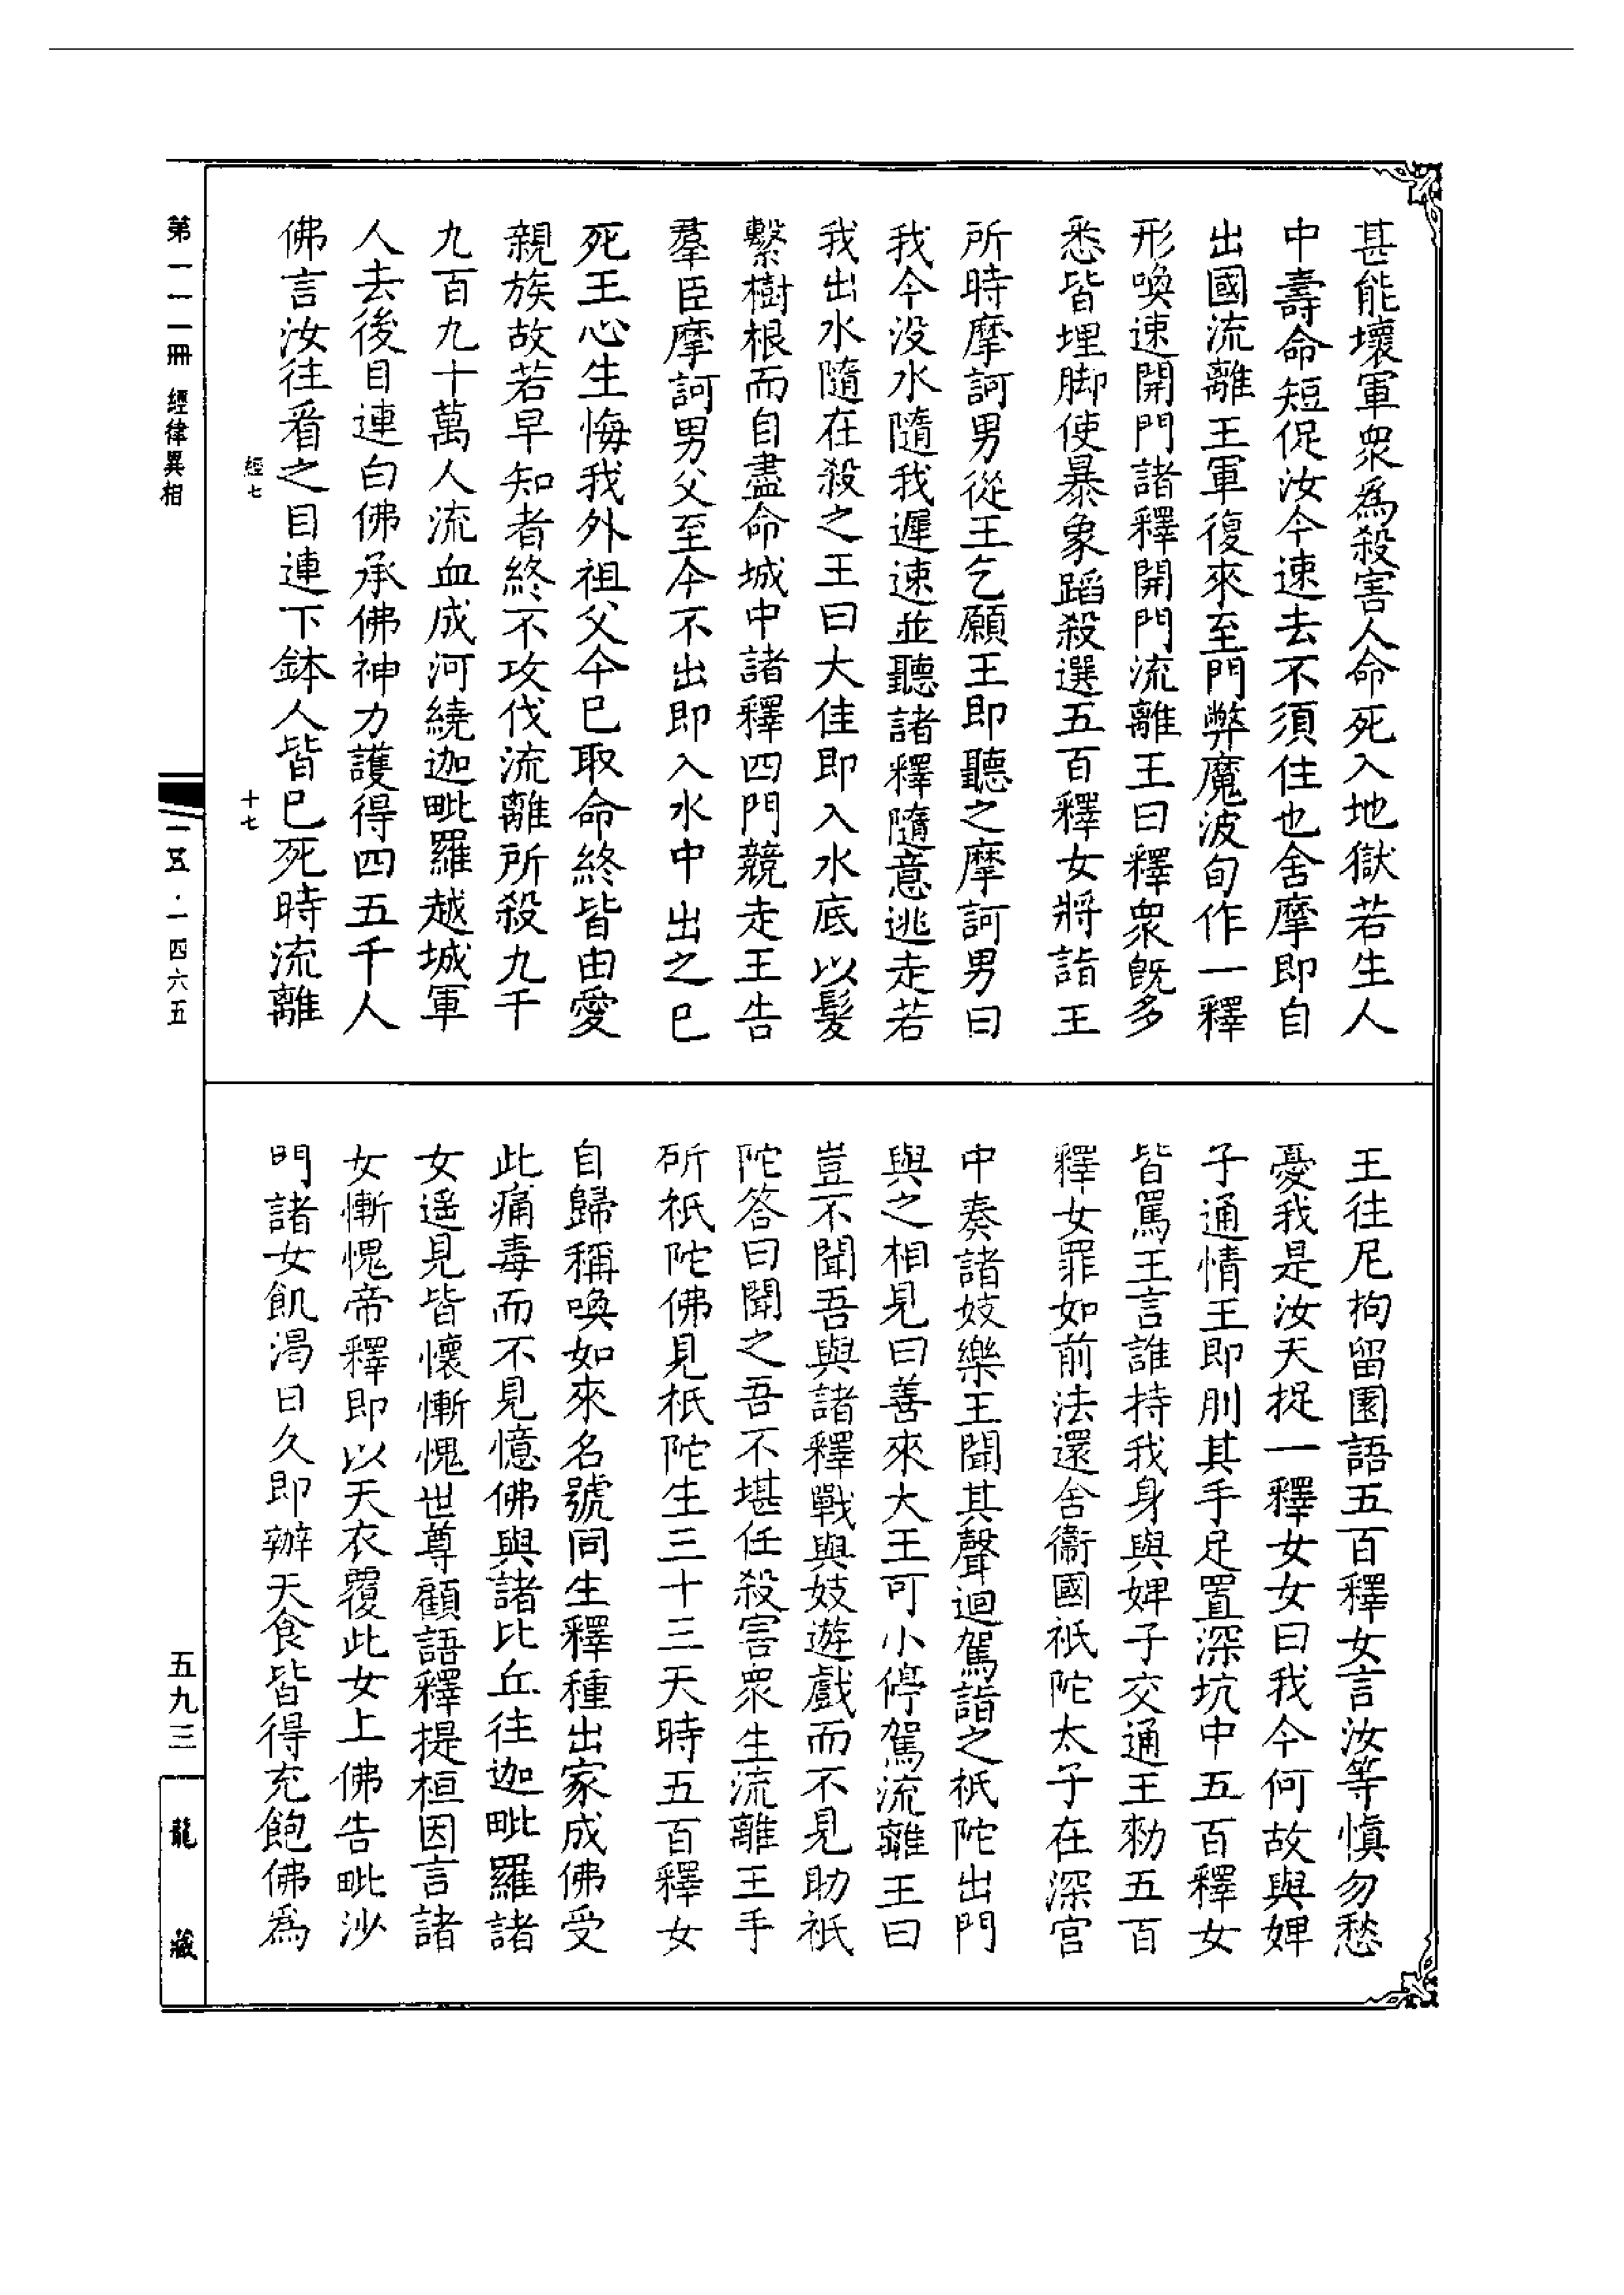 甚能壞軍衆爲殺害人命死入地獄若生人
中壽命短促汝今速去不須住也舍摩即自
出國流離王軍復來至門弊魔波旬作一釋
形喚速開門諸釋開門流離王曰釋衆旣多
悉皆埋脚使暴象蹈殺選五百釋女將詣王
所時摩訶男從王乞願王即聽之摩訶男曰
我今没水隨我遲速並聽諸釋隨意逃走若
我出水隨在殺之王曰大佳即入水底以髮
繫樹根而自盡命城中諸釋四門競走王告
羣臣摩訶男父至今不出即入水中出之巳
死王心生悔我外祖父今巳取命終皆由愛
親族故若早知者終不攻伐流離所殺九千
九百九十萬人流血成河繞迦毗羅越城軍
人去後目連白佛承佛神力護得四五千人
佛言汝往看之目連下鉢人皆巳死時流離
王往尼拘留園語五百釋女言汝等愼勿愁
憂我是汝夫捉一釋女女曰我今何故與婢
子通情王即刖其手足置深坑中五百釋女
皆罵王言誰持我身與婢子交通王勑五百
釋女罪如前法還舍衞國祇陀太子在深宮
中奏諸妓樂王聞其聲迴駕詣之祇陀出門
與之相見曰善來大王可小停駕流離王曰
豈不聞吾與諸釋戰與妓遊戲而不見助祇
陀答曰聞之吾不堪任殺害衆生流離王手
斫祇陀佛見祇陀生三十三天時五百釋女
自歸稱喚如來名號同生釋種出家成佛受
此痛毒而不見憶佛與諸比丘往迦毗羅諸
女遥見皆懷慚愧世尊顧語釋提桓因言諸
女慚愧帝釋即以天衣覆此女上佛告毗沙
門諸女飢渴日久即辦天食皆得充飽佛爲
經七
十七
第一一一冊 經律異相
一五·一四六五
五九三
龍藏